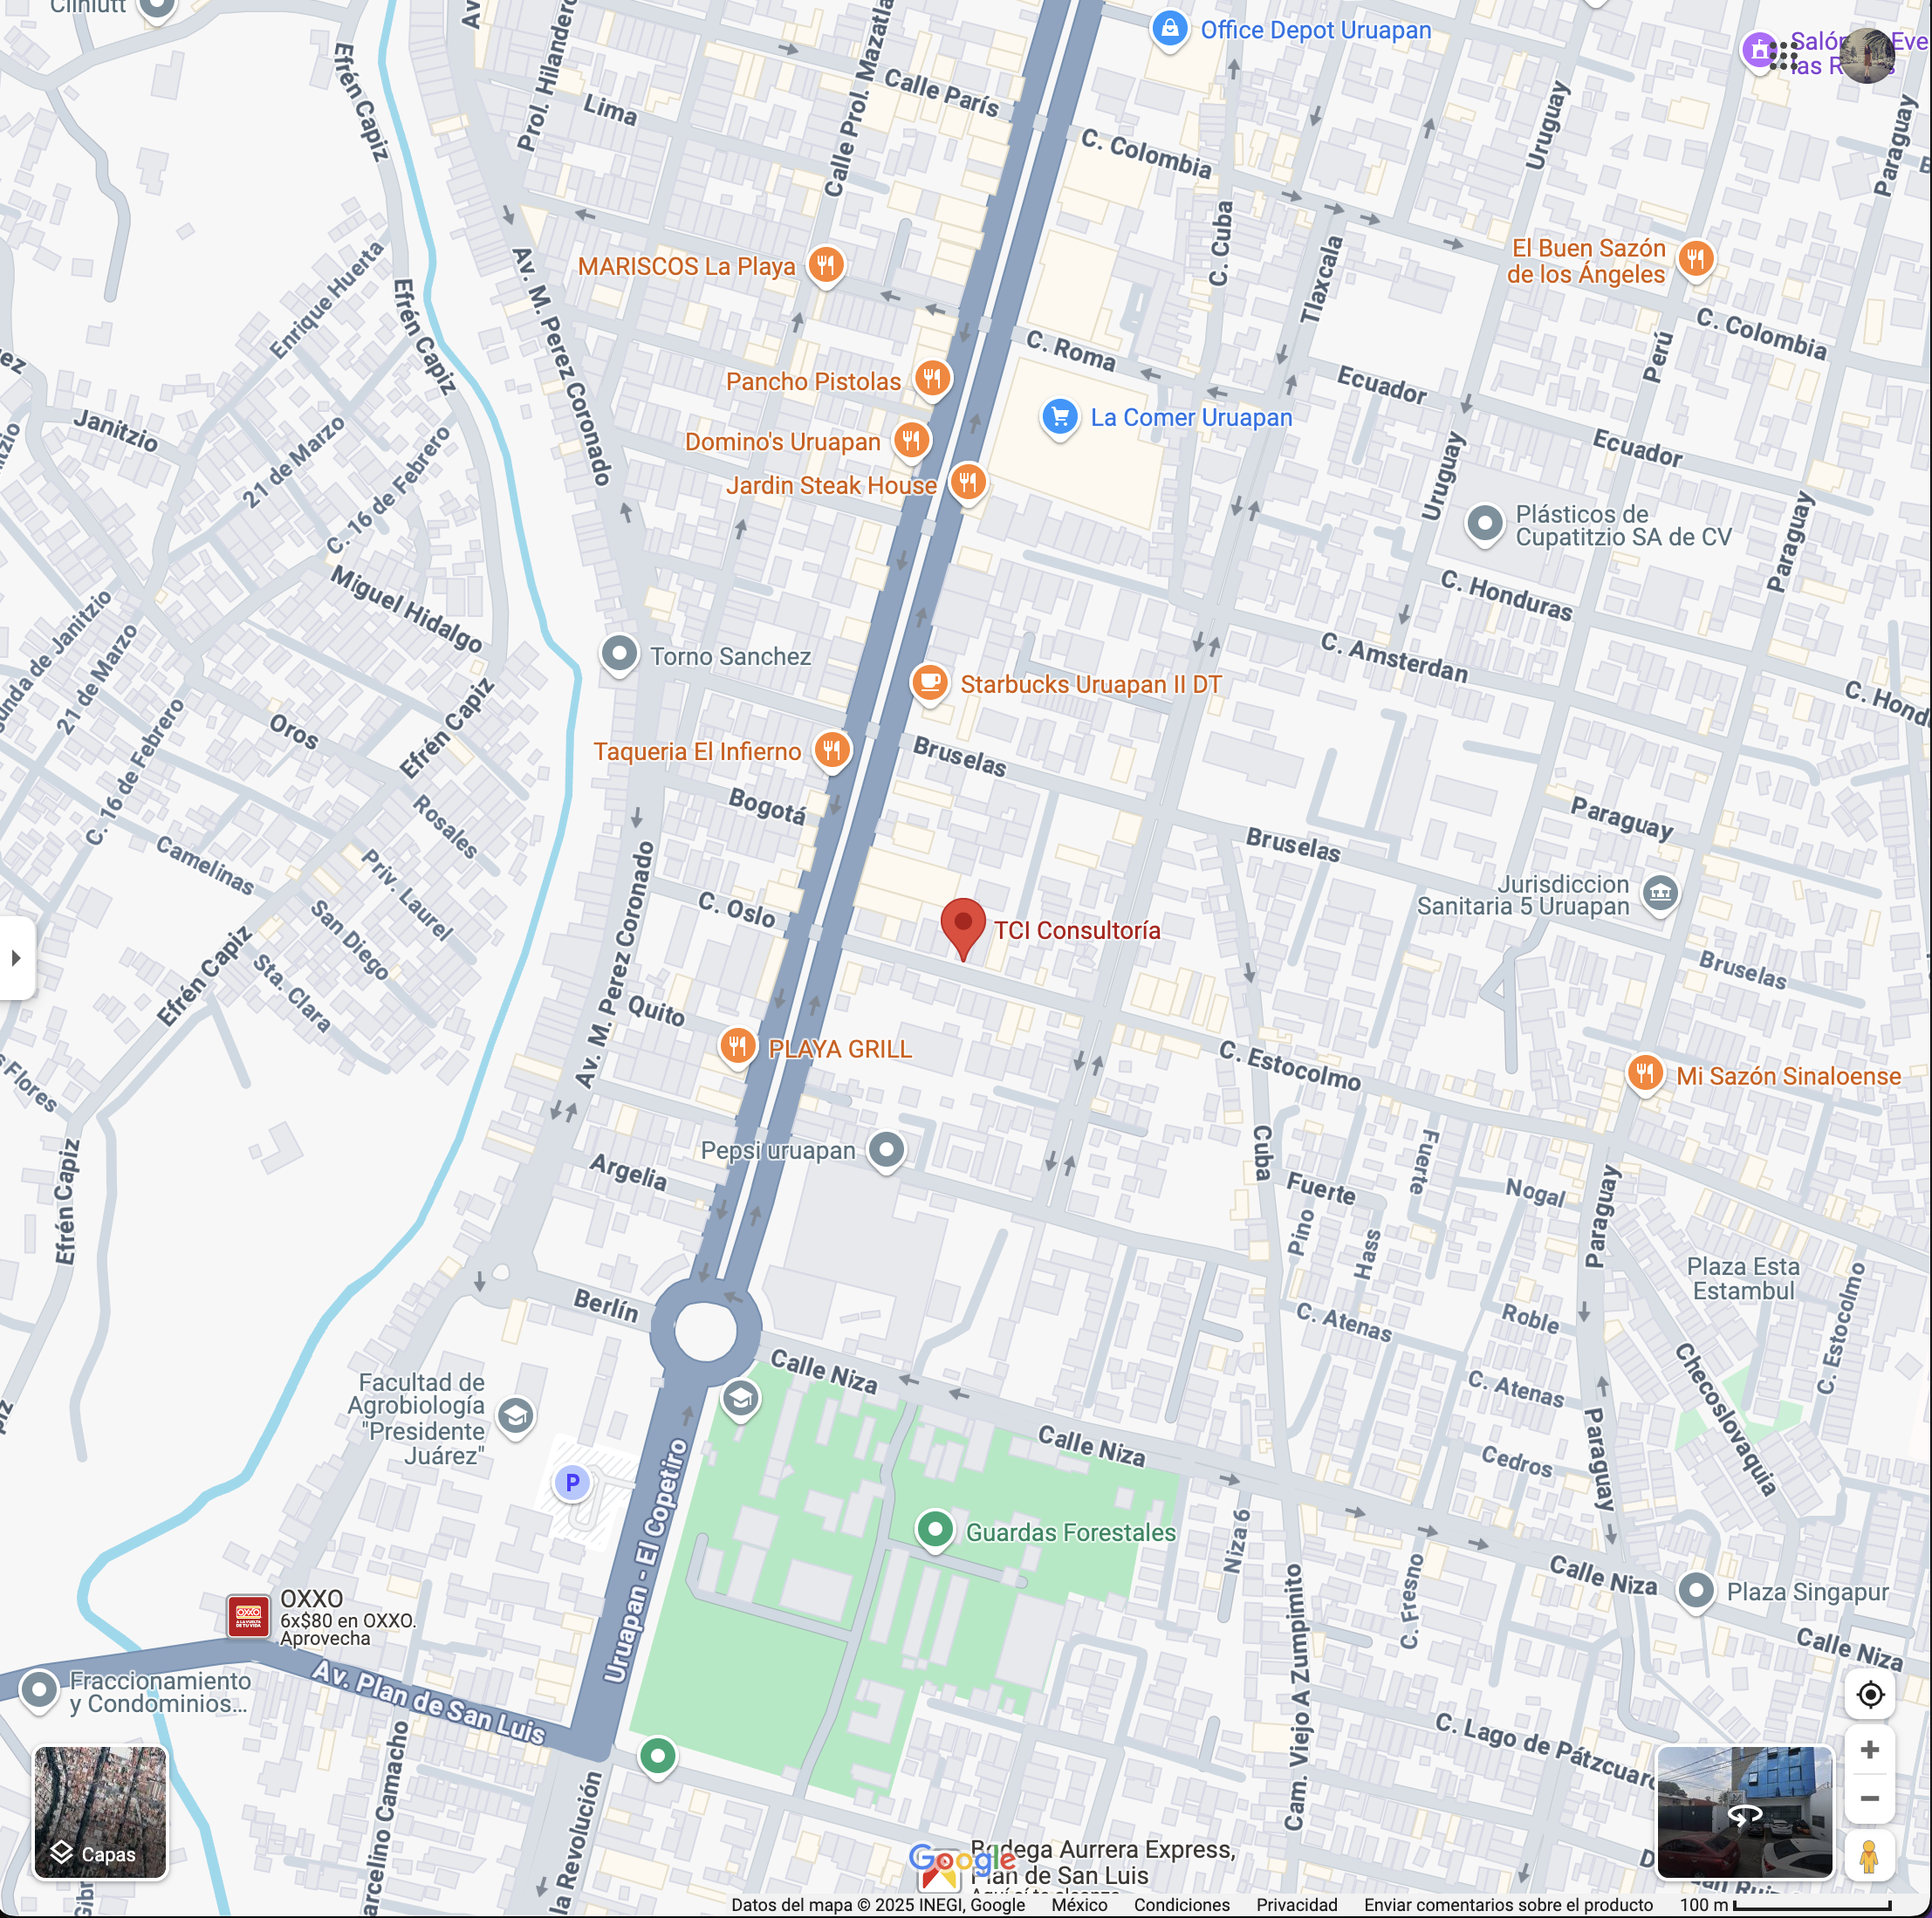 Office Depot Uruapan
Efrén Capiz
Prol. Hilandero
Lima
Calle Prol. Mazatla
Calle París
C. Colombia
Uruguay
Paraguay
Enrique Huerta
Efrén Capiz
Av. M. Perez Coronado
MARISCOS La Playa
C. Cuba
Tlaxcala
El Buen Sazón
de los Ángeles
C. Colombia
Perú
C. Roma
Ecuador
Pancho Pistolas
La Comer Uruapan
Janitzio
21 de Marzo
C. 16 de Febrero
Domino's Uruapan
Jardin Steak House
Ecuador
Uruguay
Plásticos de
Cupatitzio SA de CV
Paraguay
Miguel Hidalgo
C. Honduras
C. Amsterdan
unda de Janitzio
21 de Marzo
Torno Sanchez
Starbucks Uruapan II DT
C. Hond
C. 16 de Febrero
Oros
Efrén Capiz
Taqueria El Infierno
Bruselas
Rosales
Bogotá
Paraguay
Bruselas
Camelinas
Priv. Laurel
San Diego
Sta. Clara
Efrén Capiz
Av. M. Perez Coronado
C. Oslo
TCI Consultoría
Jurisdiccion
Sanitaria 5 Uruapan
Bruselas
Quito
PLAYA GRILL
C. Estocolmo
Mi Sazón Sinaloense
s Flores
Efrén Capiz
Argelia
Pepsi uruapan
Cuba
Fuerte
Fuerte
Pino
Hass
Nogal
Paraguay
Plaza Esta
Estambul
C. Estocolmo
Berlín
Calle Niza
C. Atenas
Roble
Checoslovaquia
Facultad de
Agrobiología
"Presidente
Juárez"
P
Calle Niza
C. Atenas
Cedros
Paraguay
Uruapan - El Copetiro
Guardas Forestales
Niza 6
Cam. Viejo A Zumpimito
C. Fresno
Calle Niza
Plaza Singapur
Calle Niza
OXXO
6x$80 en OXXO.
Aprovecha
Fraccionamiento
y Condominios...
Av. Plan de San Luis
arcelino Camacho
la Revolución
C. Lago de Pátzcuaro
Capas
Google
Bodega Aurrera Express,
Plan de San Luis
Datos del mapa © 2025 INEGI, Google México Condiciones Privacidad Enviar comentarios sobre el producto 100 m